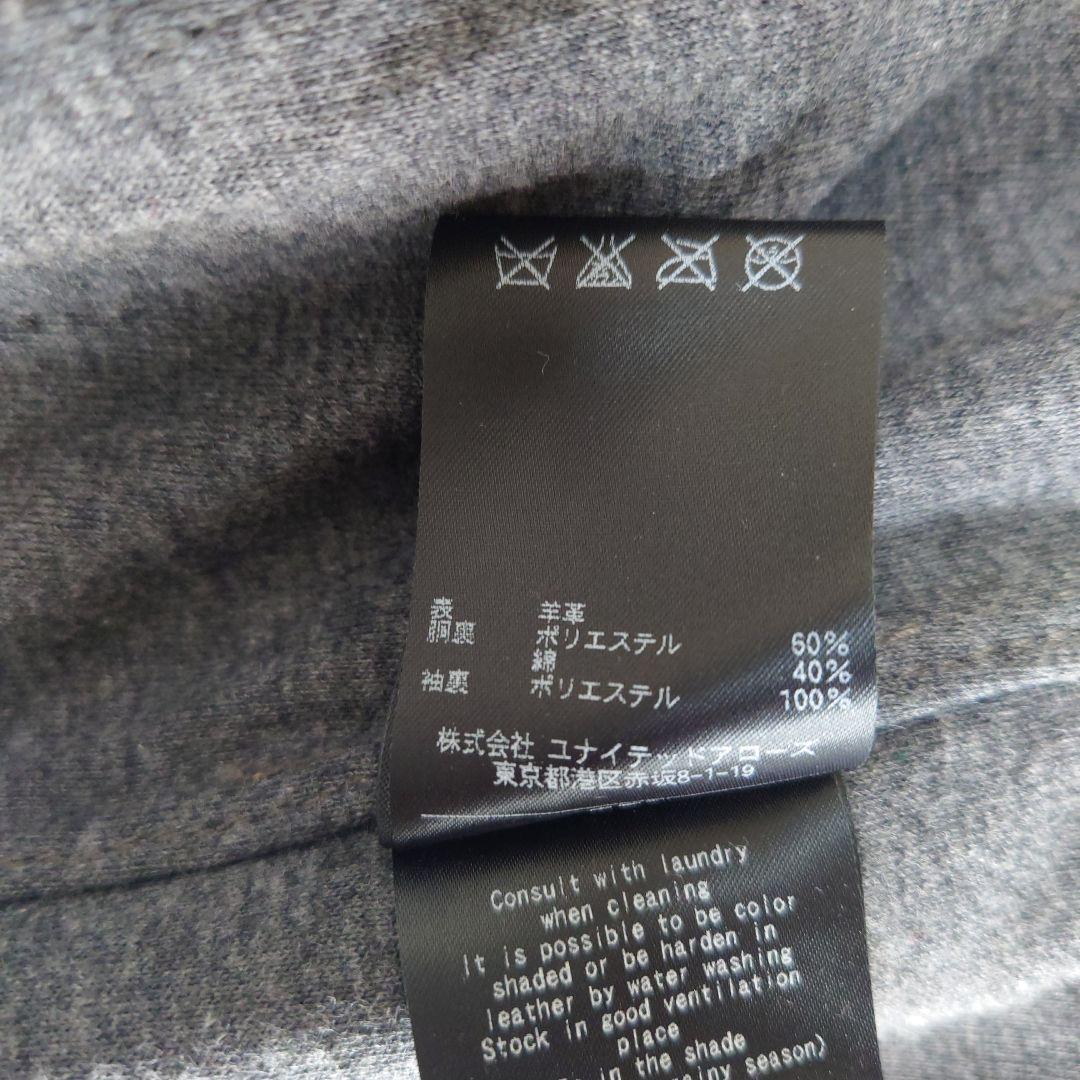 表 羊革
胴裏 ポリエステル 60%
綿 40%
袖裏 ポリエステル 100%
株式会社 ユナイテッドアローズ
東京都港区赤坂8-1-19
Consult with laundry
when cleaning
It is possible to be color
shaded or be harden in
leather by water washing
Stock in good ventilation
place
in the shade
season)